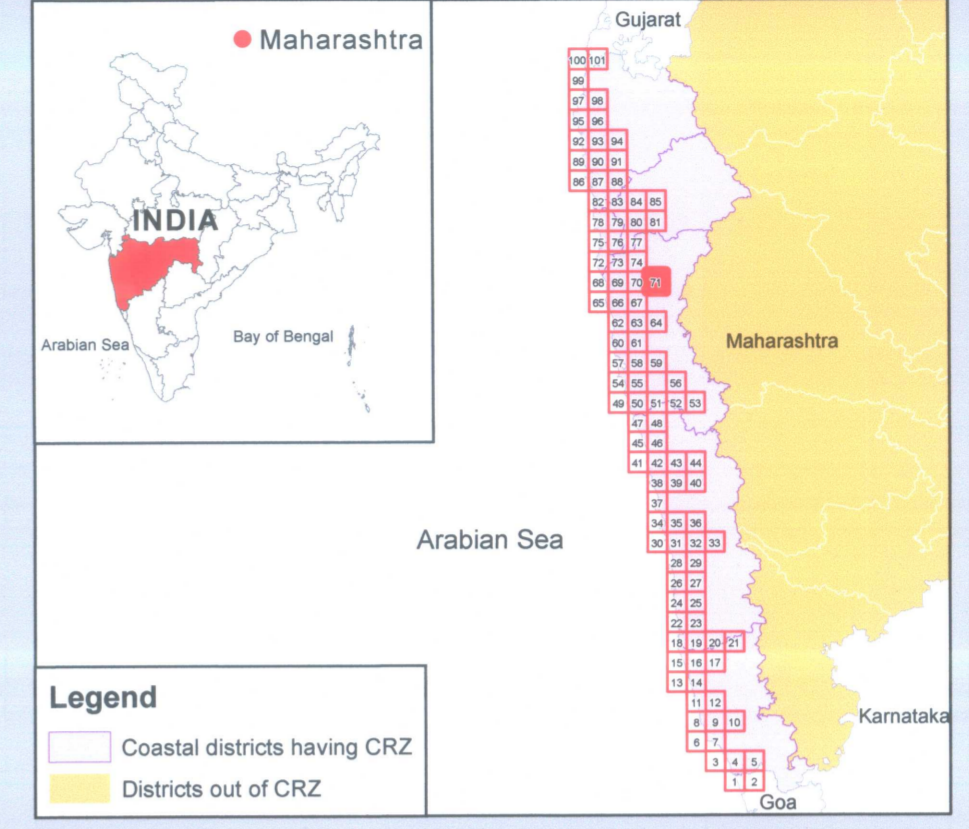 Maharashtra
INDIA
Arabian Sea
Bay of Bengal
Gujarat
100 101
99
97 98
95 96
92 93 94
89 90 91
86 87 88
82 83 84 85
78 79 80 81
75 76 77
72 73 74
68 69 70 71
65 66 67
62 63 64
60 61
57 58 59
54 55 56
49 50 51 52 53
47 48
45 46
41 42 43 44
38 39 40
37
34 35 36
30 31 32 33
28 29
26 27
24 25
22 23
18 19 20 21
15 16 17
13 14
11 12
8 9 10
6 7
3 4 5
1 2
Maharashtra
Arabian Sea
Karnataka
Goa
Legend
Coastal districts having CRZ
Districts out of CRZ